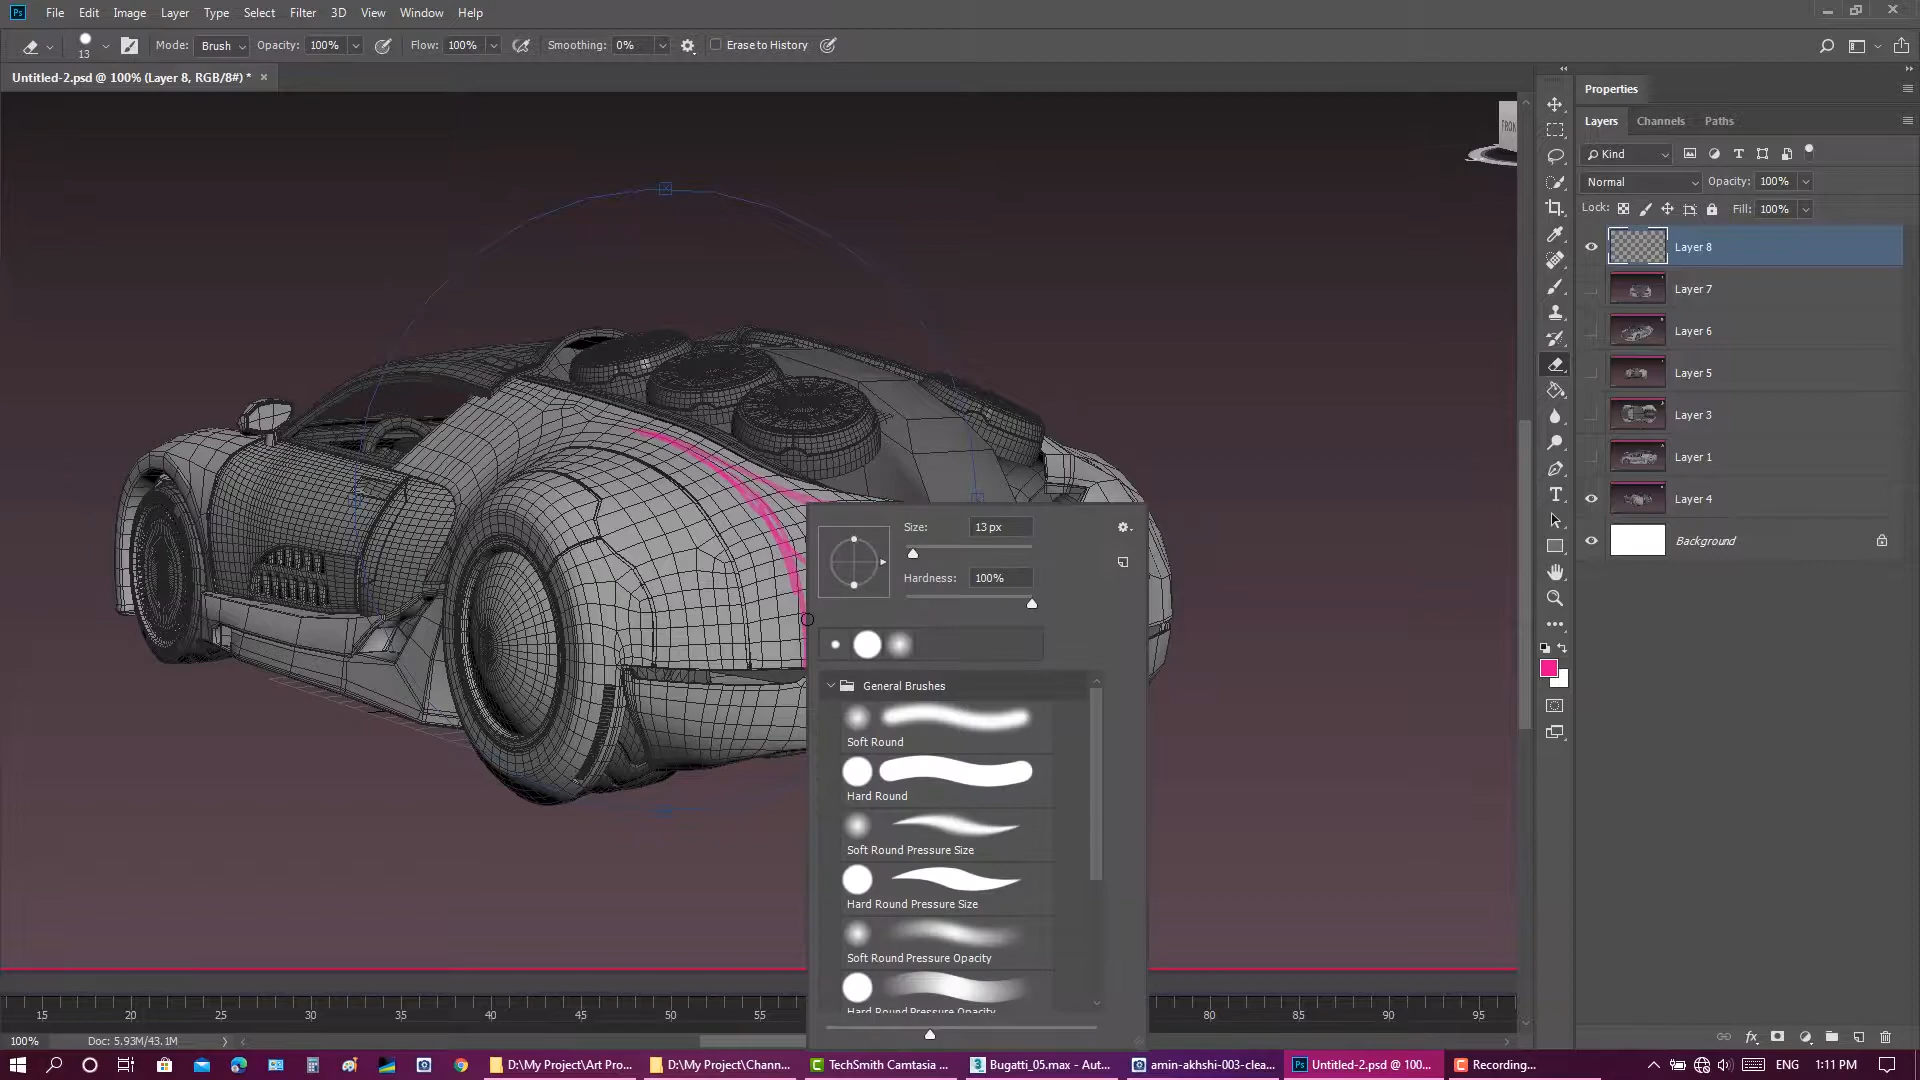 Ps File Edit Image Layer Type Select Filter 3D View Window Help
13 Mode: Brush Opacity: 100% Flow: 100% Smoothing: 0% Erase to History
Untitled-2.psd @ 100% (Layer 8, RGB/8#) * ×
Properties
Layers Channels Paths
Kind
Normal Opacity: 100%
Lock: Fill: 100%
Layer 8
Layer 7
Layer 6
Layer 5
Layer 3
Layer 1
Layer 4
Background
Size: 13 px
Hardness: 100%
General Brushes
Soft Round
Hard Round
Soft Round Pressure Size
Hard Round Pressure Size
Soft Round Pressure Opacity
Hard Round Pressure Opacity
15 20 25 30 35 40 45 50 55 80 85 90 95
100% Doc: 5.93M/43.1M
D:\My Project\Art Pro... D:\My Project\Chann... TechSmith Camtasia ... Bugatti_05.max - Aut... amin-akhshi-003-clea... Untitled-2.psd @ 100... Recording... ENG 1:11 PM